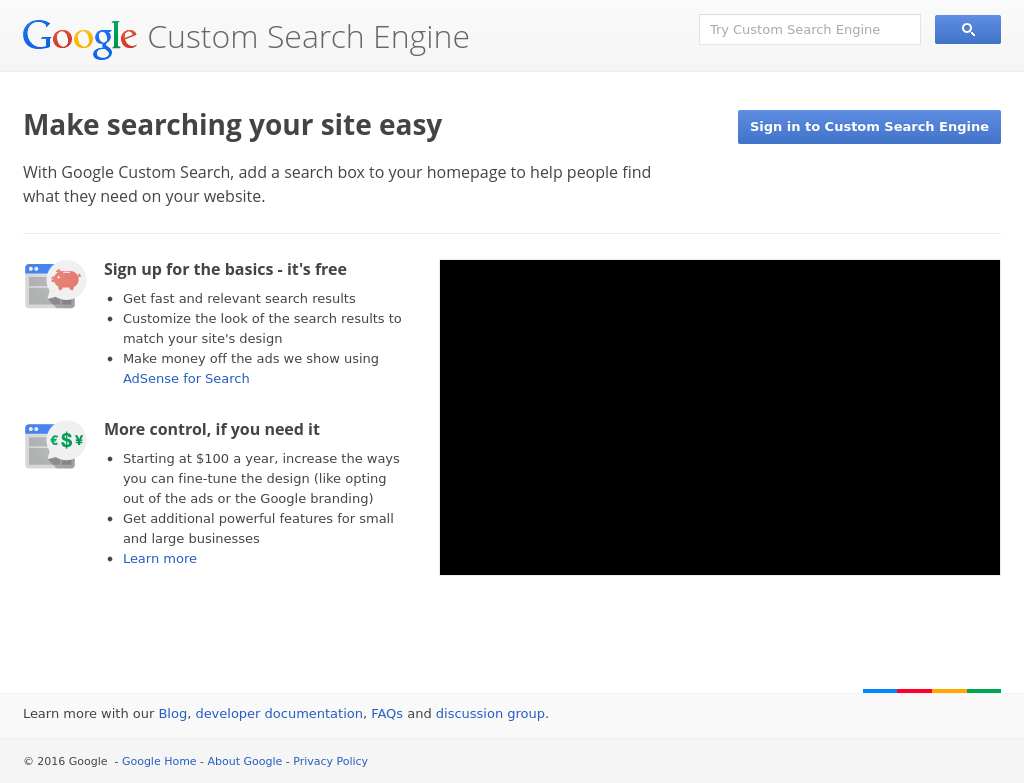 Google Custom Search Engine
Try Custom Search Engine
Make searching your site easy
Sign in to Custom Search Engine
With Google Custom Search, add a search box to your homepage to help people find
what they need on your website.
Sign up for the basics - it's free
• Get fast and relevant search results
• Customize the look of the search results to
match your site's design
• Make money off the ads we show using
AdSense for Search
€ $ ¥
More control, if you need it
• Starting at $100 a year, increase the ways
you can fine-tune the design (like opting
out of the ads or the Google branding)
• Get additional powerful features for small
and large businesses
• Learn more
Learn more with our Blog, developer documentation, FAQs and discussion group.
© 2016 Google - Google Home - About Google - Privacy Policy